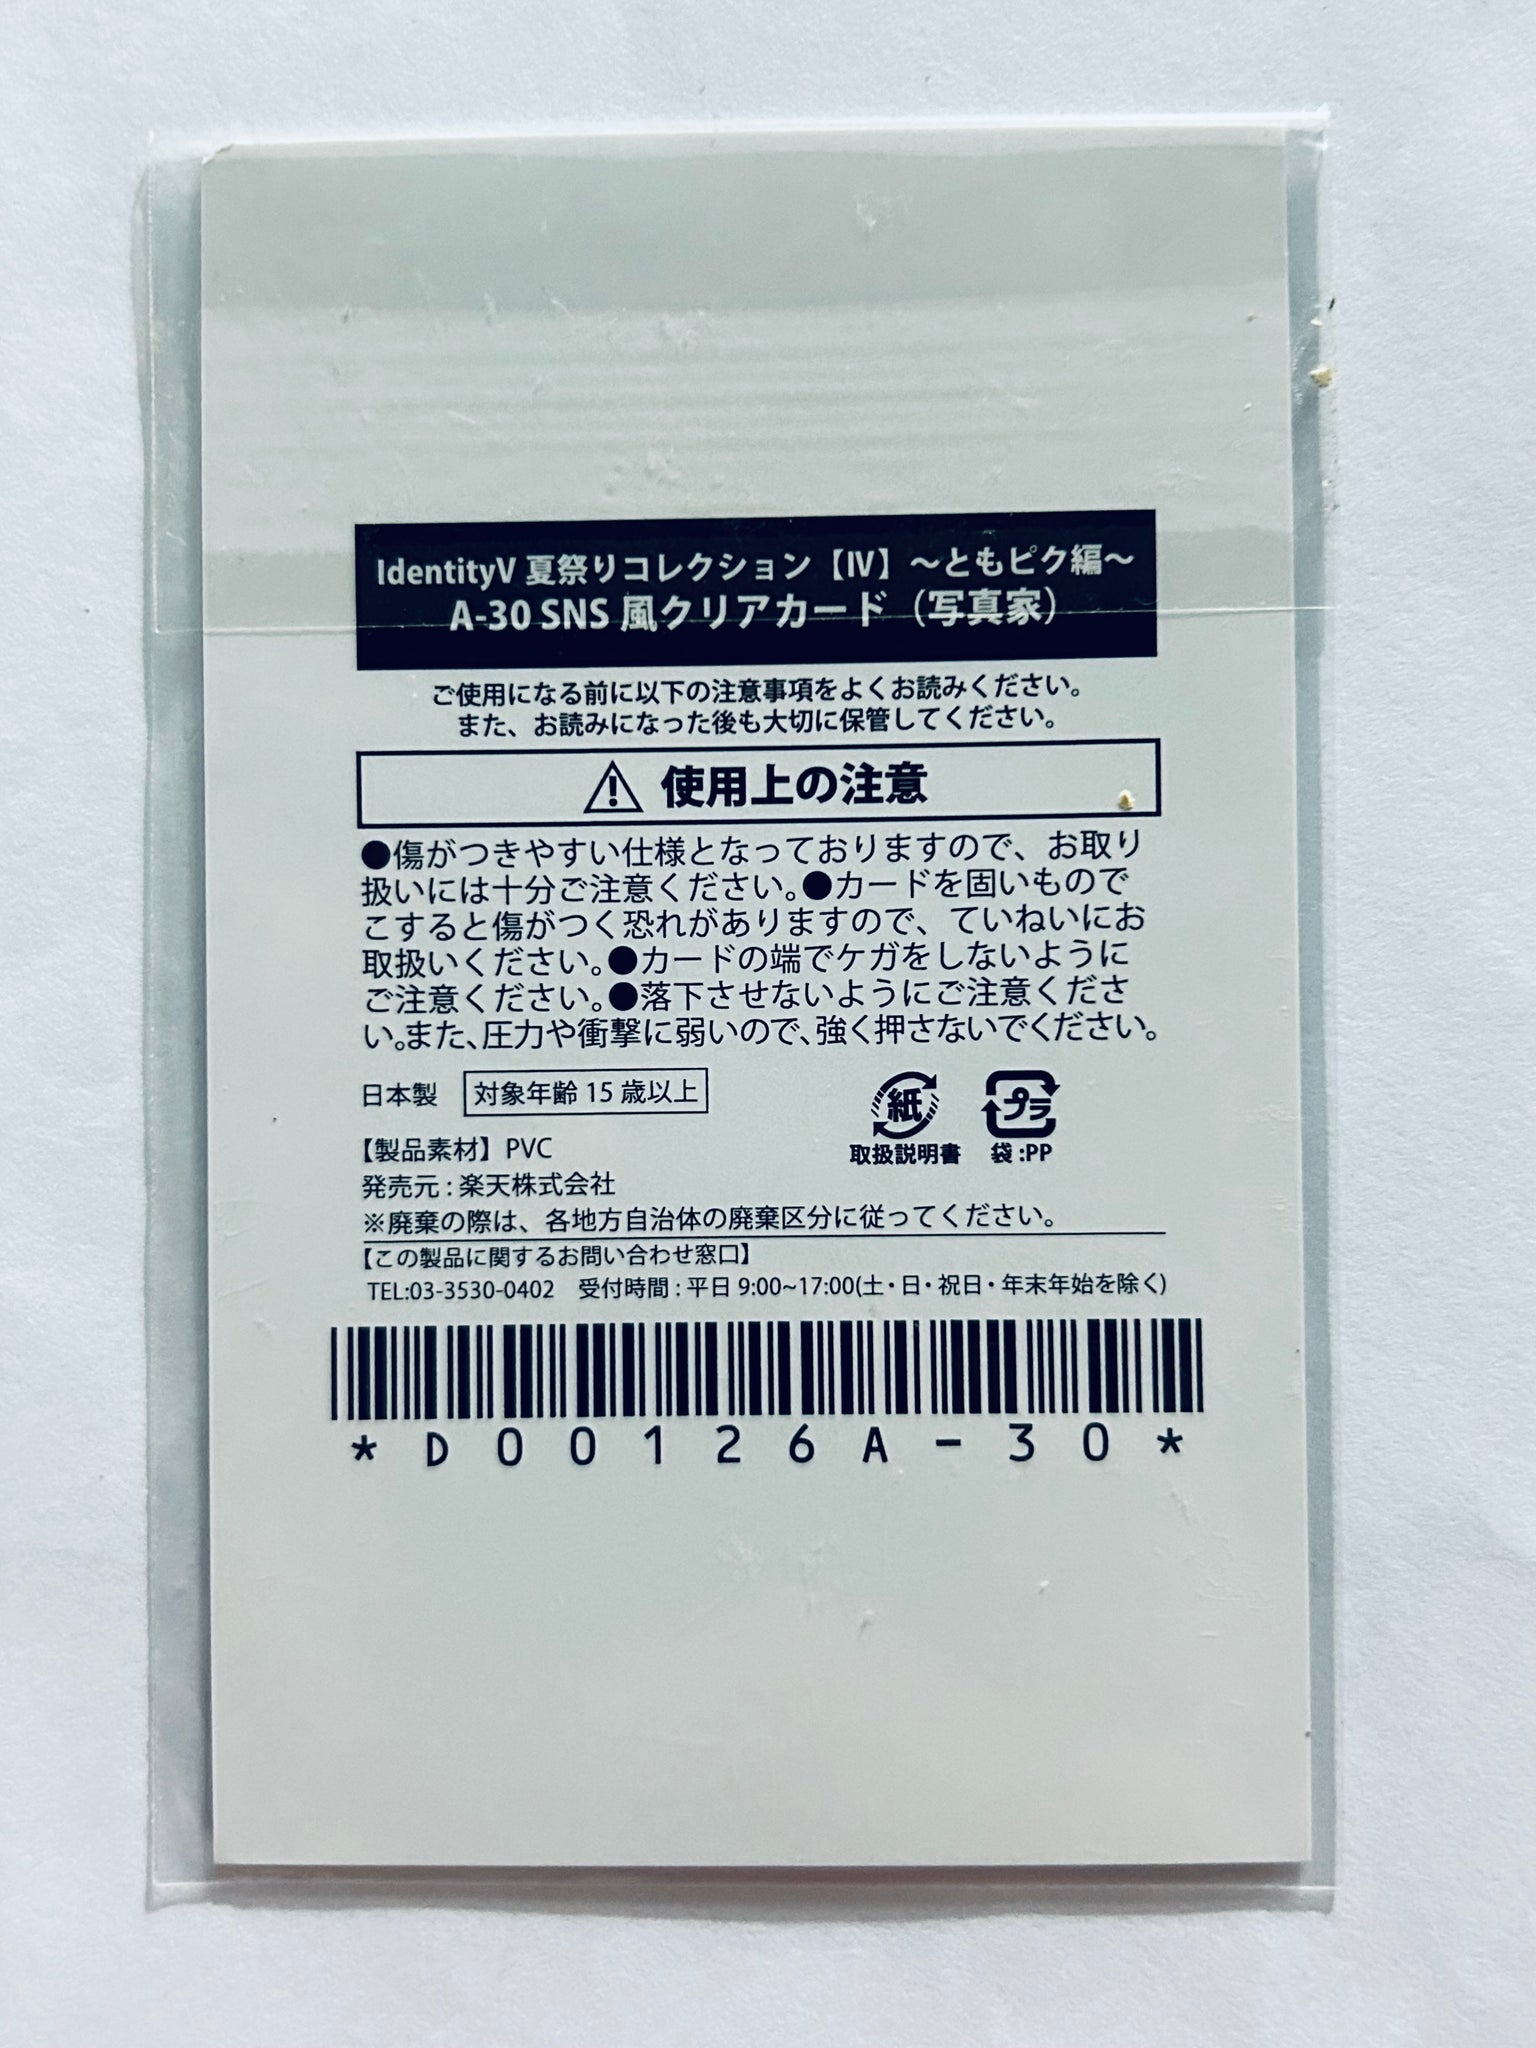 IdentityV 夏祭りコレクション【Ⅳ】～ともピク編～
A-30 SNS 風クリアカード（写真家）
ご使用になる前に以下の注意事項をよくお読みください。
また、お読みになった後も大切に保管してください。
使用上の注意
●傷がつきやすい仕様となっておりますので、お取り
扱いには十分ご注意ください。●カードを固いもので
こすると傷がつく恐れがありますので、ていねいにお
取扱いください。●カードの端でケガをしないように
ご注意ください。●落下させないようにご注意くださ
い。また、圧力や衝撃に弱いので、強く押さないでください。
日本製 対象年齢 15 歳以上
紙 プラ
取扱説明書 袋:PP
【製品素材】PVC
発売元:楽天株式会社
※廃棄の際は、各地方自治体の廃棄区分に従ってください。
【この製品に関するお問い合わせ窓口】
TEL:03-3530-0402 受付時間:平日 9:00~17:00(土・日・祝日・年末年始を除く)
*D00126A-30*